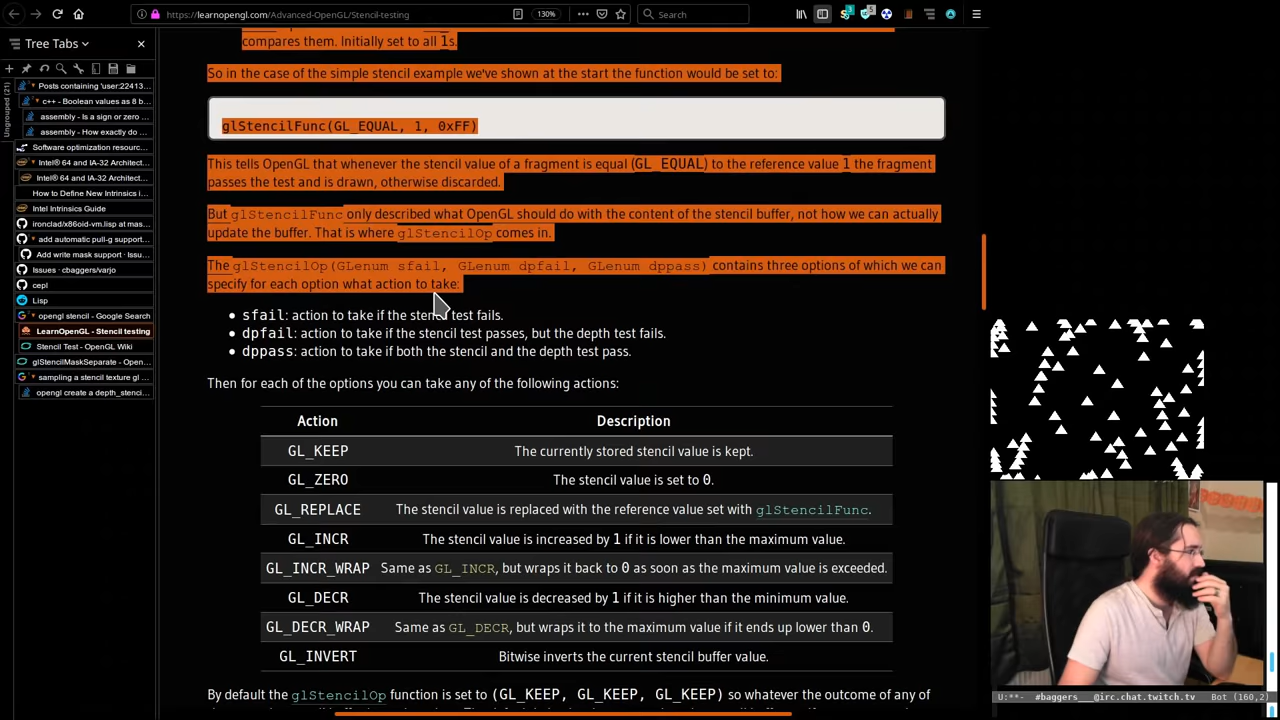 https://learnopengl.com/Advanced-OpenGL/Stencil-testing
130%
Search
3
5
Tree Tabs
Ungrouped (21)
Posts containing 'user:22413...
c++ - Boolean values as 8 b...
assembly - Is a sign or zero ...
assembly - How exactly do ...
Software optimization resourc...
Intel® 64 and IA-32 Architect...
Intel® 64 and IA-32 Architect...
How to Define New Intrinsics i...
Intel Intrinsics Guide
ironclad/x86oid-vm.lisp at mas...
add automatic pull-g support...
Add write mask support · Issu...
Issues · cbaggers/varjo
cepl
Lisp
opengl stencil - Google Search
LearnOpenGL - Stencil testing
Stencil Test - OpenGL Wiki
glStencilMaskSeparate - Open...
sampling a stencil texture gl ...
opengl create a depth_stenci...
compares them. Initially set to all 1s.
So in the case of the simple stencil example we've shown at the start the function would be set to:
glStencilFunc(GL_EQUAL, 1, 0xFF)
This tells OpenGL that whenever the stencil value of a fragment is equal (GL_EQUAL) to the reference value 1 the fragment
passes the test and is drawn, otherwise discarded.
But glStencilFunc only described what OpenGL should do with the content of the stencil buffer, not how we can actually
update the buffer. That is where glStencilOp comes in.
The glStencilOp(GLenum sfail, GLenum dpfail, GLenum dppass) contains three options of which we can
specify for each option what action to take:
sfail: action to take if the stencil test fails.
dpfail: action to take if the stencil test passes, but the depth test fails.
dppass: action to take if both the stencil and the depth test pass.
Then for each of the options you can take any of the following actions:
Action Description
GL_KEEP The currently stored stencil value is kept.
GL_ZERO The stencil value is set to 0.
GL_REPLACE The stencil value is replaced with the reference value set with glStencilFunc.
GL_INCR The stencil value is increased by 1 if it is lower than the maximum value.
GL_INCR_WRAP Same as GL_INCR, but wraps it back to 0 as soon as the maximum value is exceeded.
GL_DECR The stencil value is decreased by 1 if it is higher than the minimum value.
GL_DECR_WRAP Same as GL_DECR, but wraps it to the maximum value if it ends up lower than 0.
GL_INVERT Bitwise inverts the current stencil buffer value.
By default the glStencilOp function is set to (GL_KEEP, GL_KEEP, GL_KEEP) so whatever the outcome of any of
U:**- #baggers __@irc.chat.twitch.tv Bot (160,2)